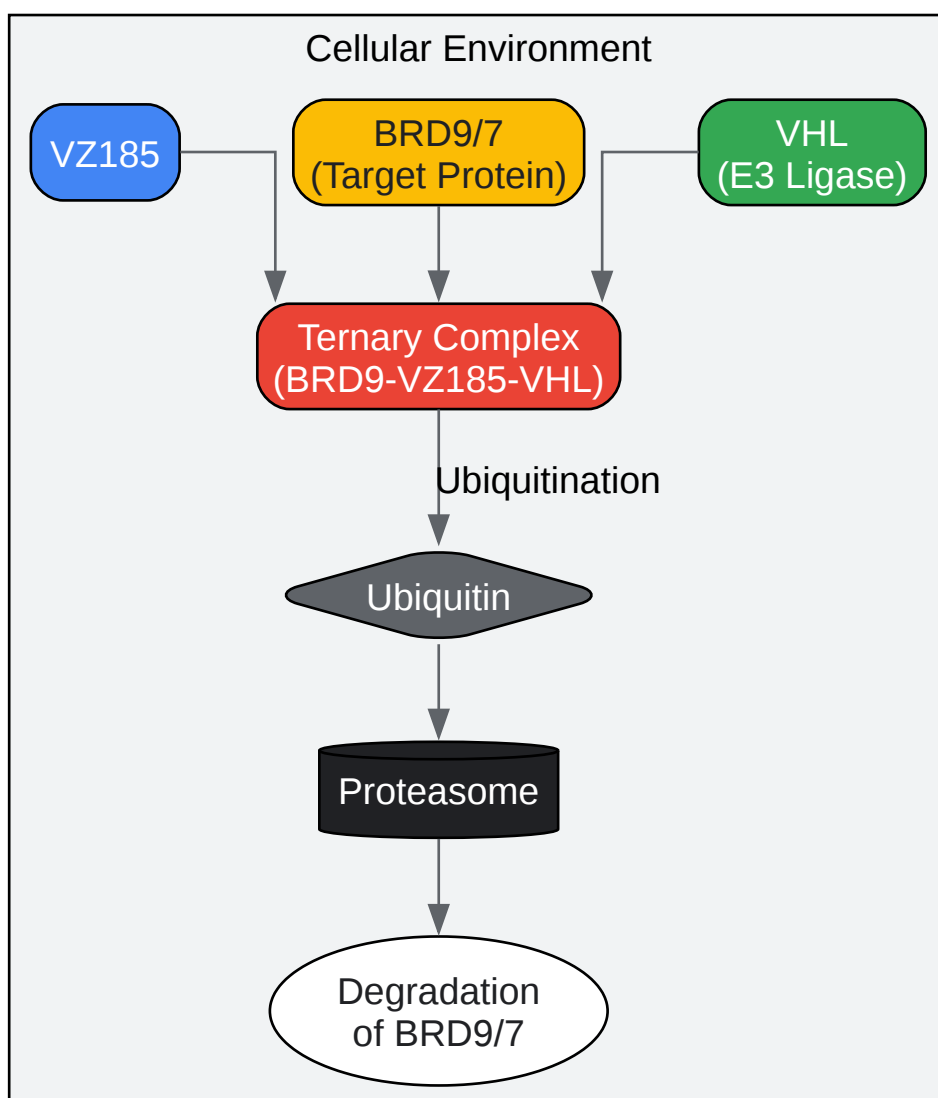 Cellular Environment
VZ185
BRD9/7
(Target Protein)
VHL
(E3 Ligase)
Ternary Complex
(BRD9-VZ185-VHL)
Ubiquitination
Ubiquitin
Proteasome
Degradation
of BRD9/7